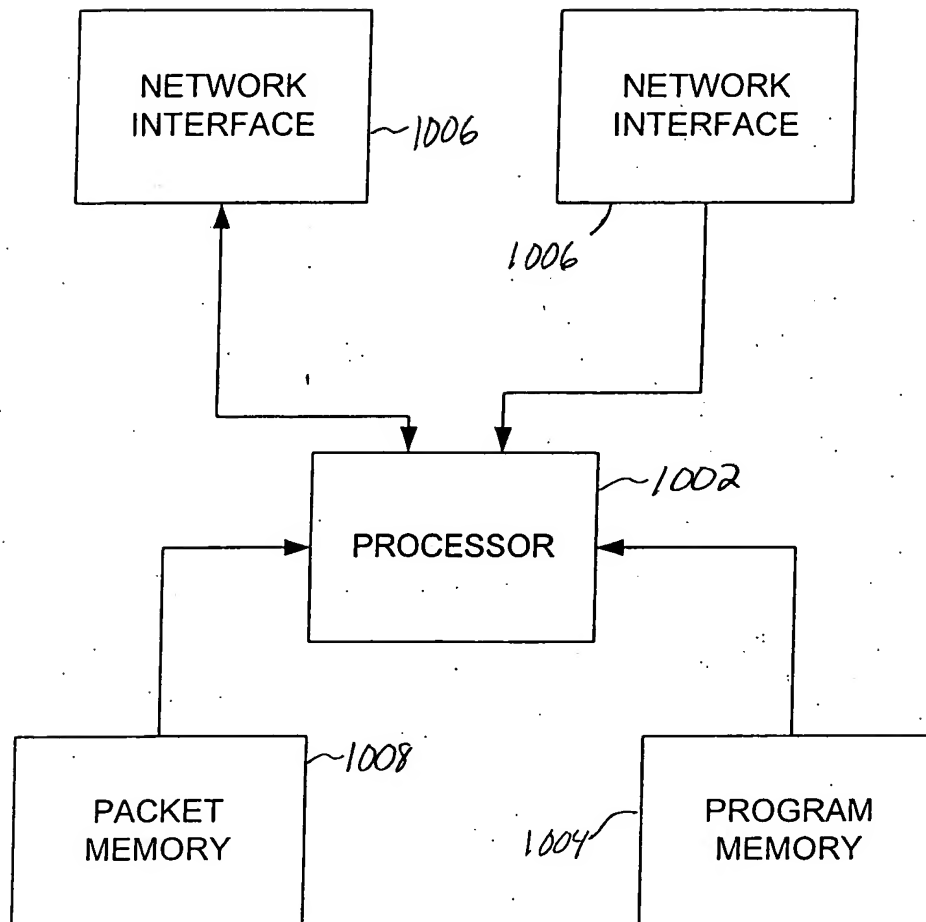 NETWORK
INTERFACE
1006
NETWORK
INTERFACE
1006
PROCESSOR
1002
PACKET
MEMORY
1008
PROGRAM
MEMORY
1004